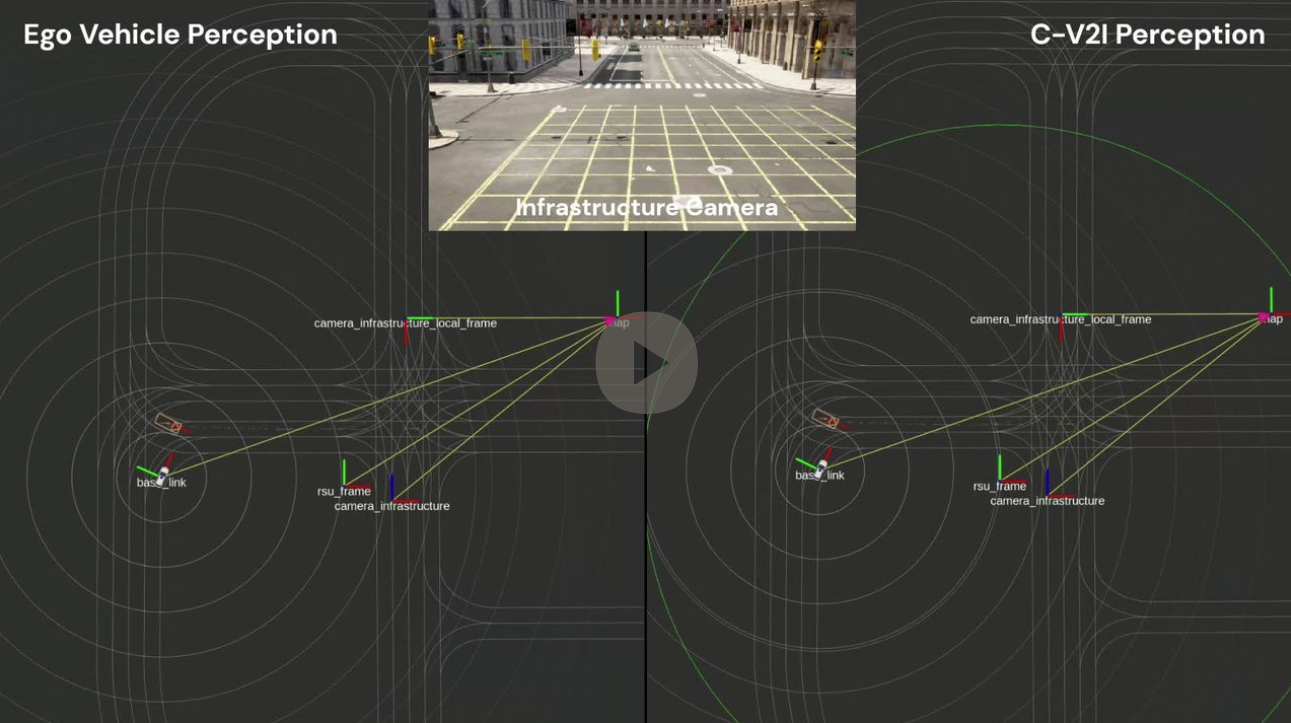 Ego Vehicle Perception
C-V2I Perception
Infrastructure Camera
camera_infrastructure_local_frame
map
base_link
rsu_frame
camera_infrastructure
camera_infrastructure_local_frame
map
base_link
rsu_frame
camera_infrastructure